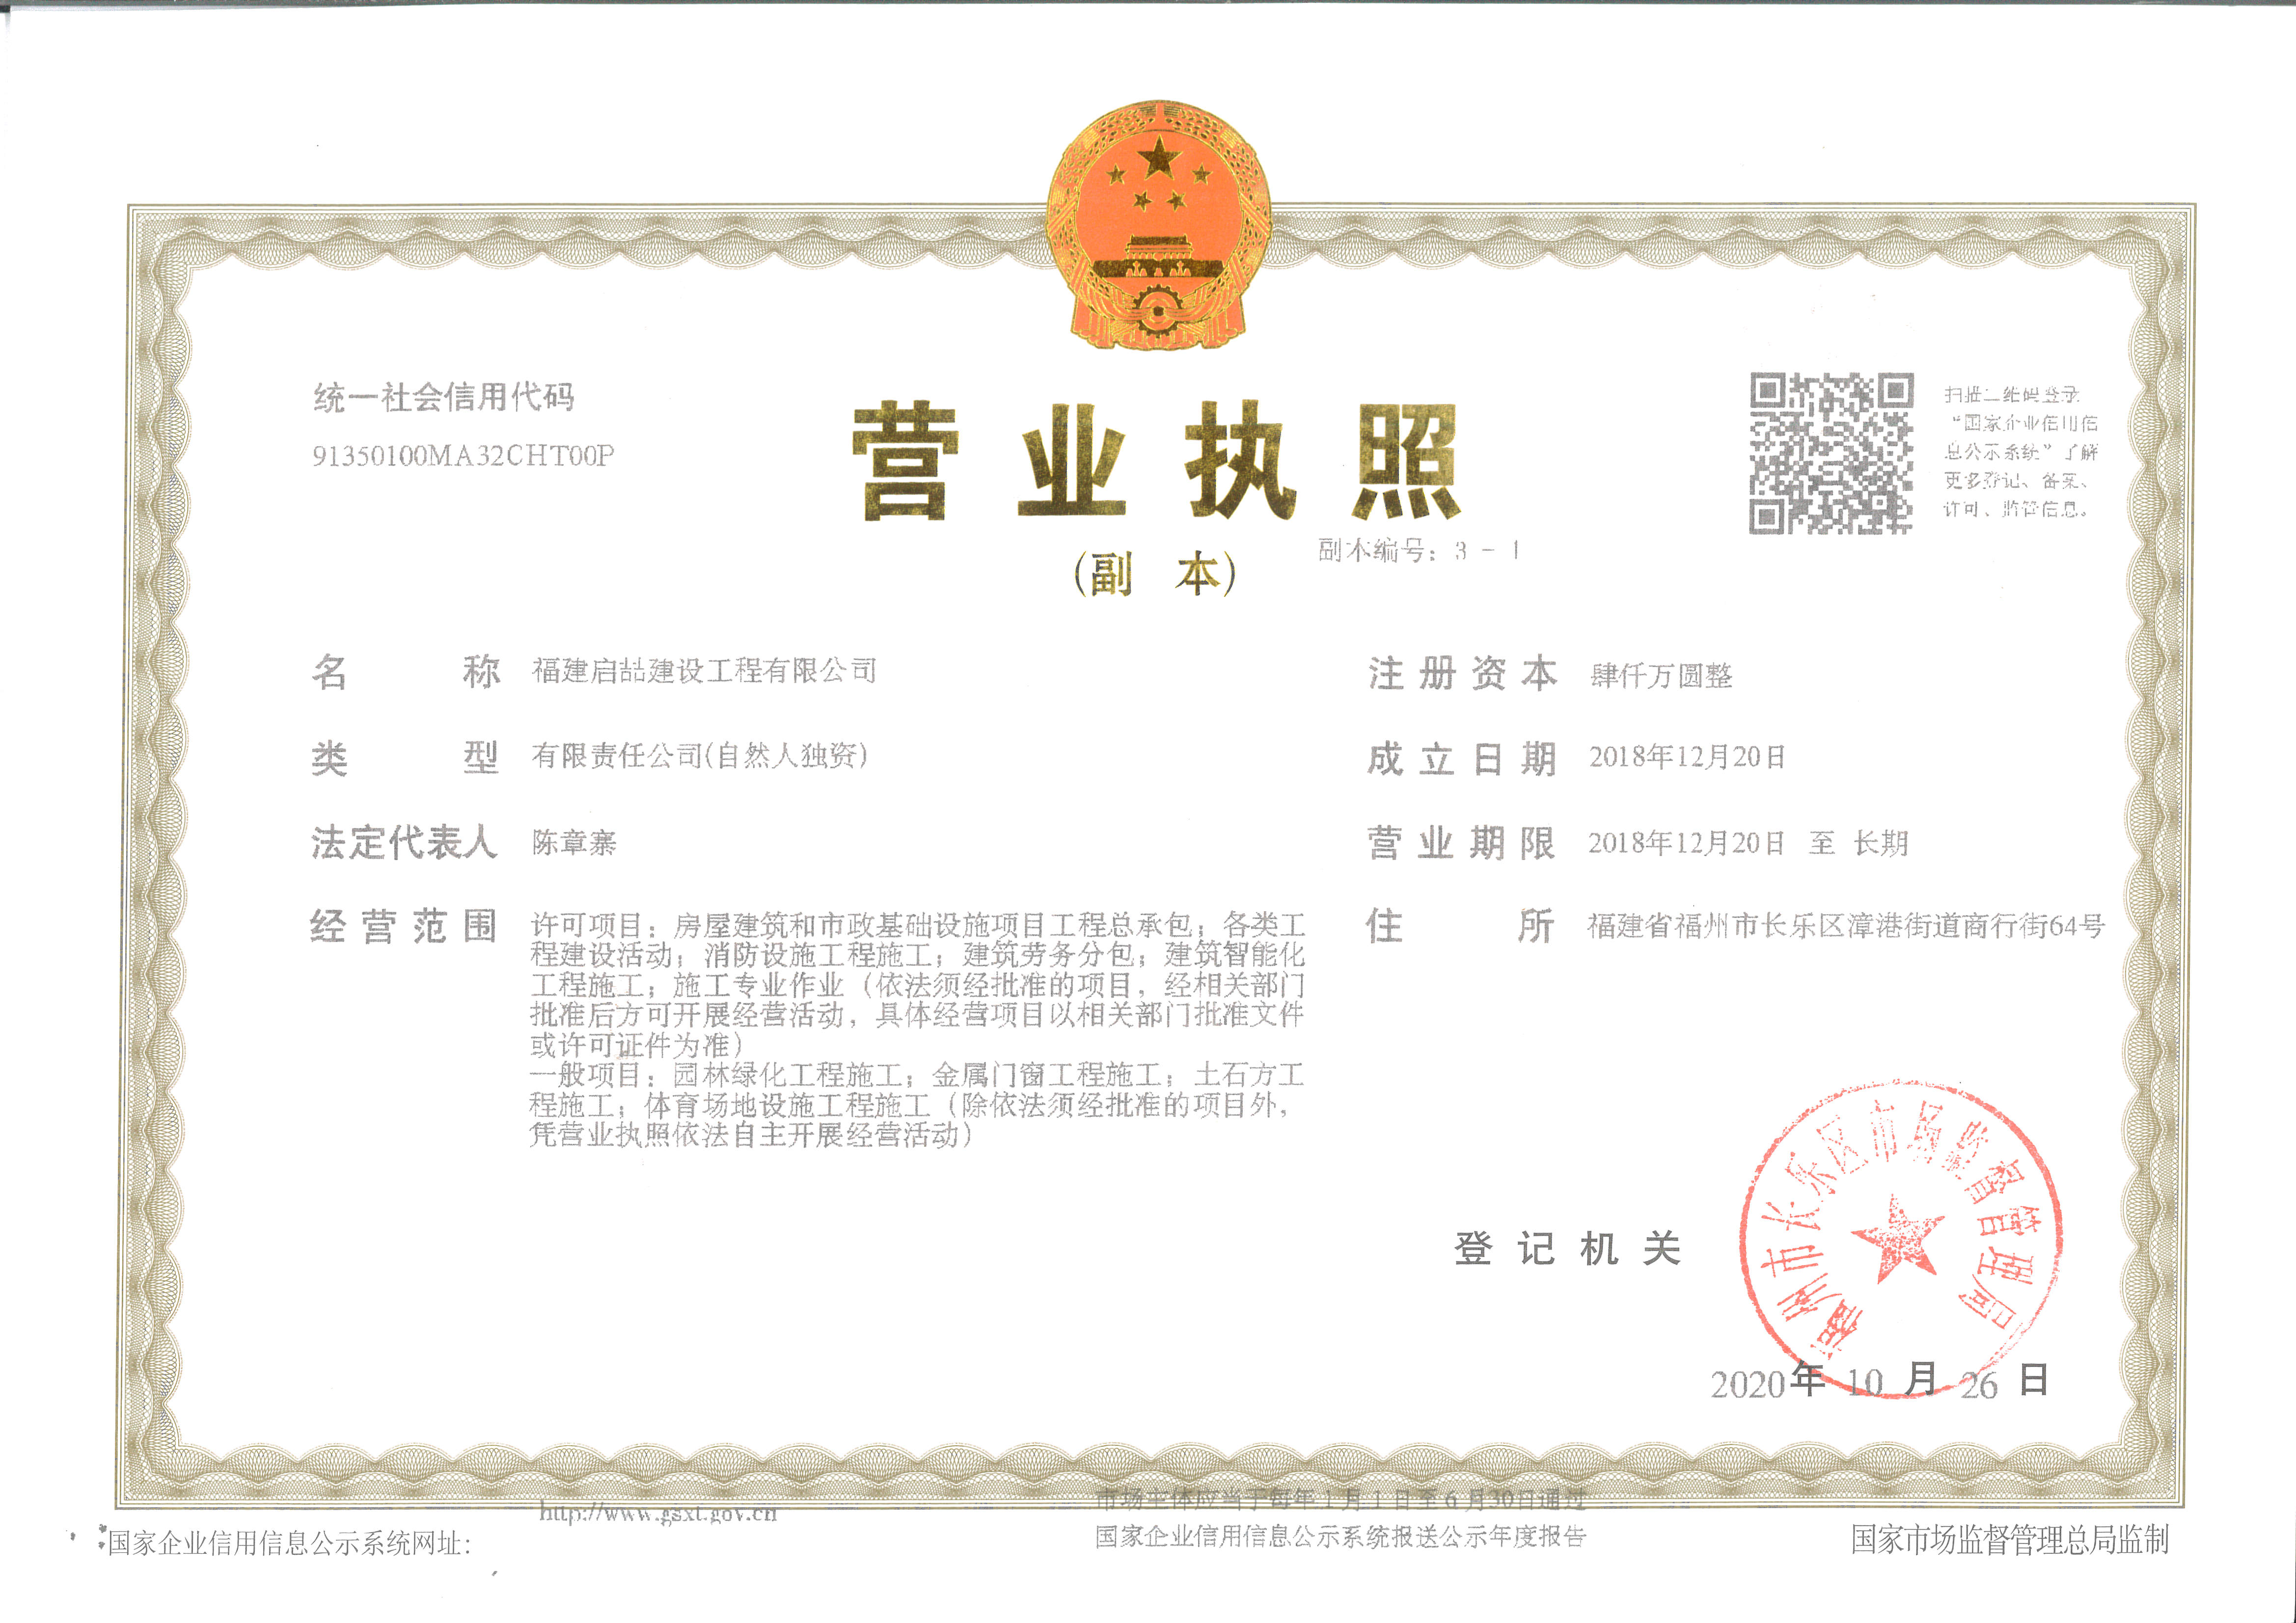 统一社会信用代码
91350100MA32CHT00P
营业执照
(副 本)
副本编号：3 - 1
扫描二维码登录
“国家企业信用信
息公示系统”了解
更多登记、备案、
许可、监管信息。
名 称 福建启喆建设工程有限公司
类 型 有限责任公司(自然人独资)
法定代表人 陈章寨
经营范围 许可项目：房屋建筑和市政基础设施项目工程总承包；各类工
程建设活动；消防设施工程施工；建筑劳务分包；建筑智能化
工程施工；施工专业作业（依法须经批准的项目，经相关部门
批准后方可开展经营活动，具体经营项目以相关部门批准文件
或许可证件为准）
一般项目：园林绿化工程施工；金属门窗工程施工；土石方工
程施工；体育场地设施工程施工（除依法须经批准的项目外，
凭营业执照依法自主开展经营活动）
注册资本 肆仟万圆整
成立日期 2018年12月20日
营业期限 2018年12月20日 至 长期
住 所 福建省福州市长乐区漳港街道商行街64号
登记机关
福州市长乐区市场监督管理局
2020年 10 月 26 日
国家企业信用信息公示系统网址：
http://www.gsxt.gov.cn
市场主体应当于每年1月1日至6月30日通过
国家企业信用信息公示系统报送公示年度报告
国家市场监督管理总局监制